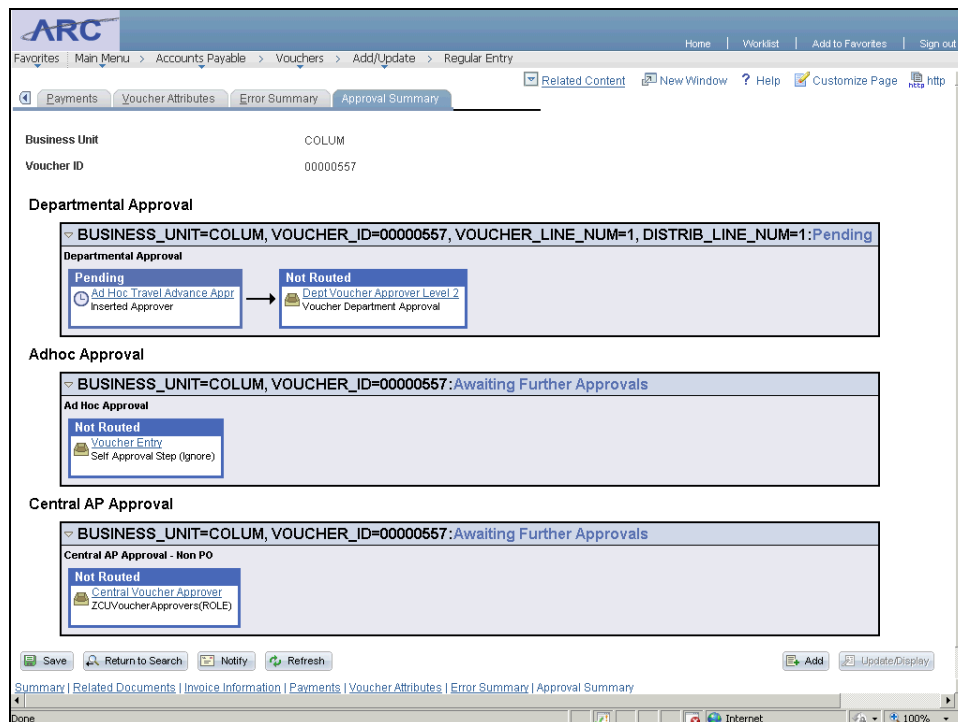 ARC
Home | Worklist | Add to Favorites | Sign out
Favorites Main Menu > Accounts Payable > Vouchers > Add/Update > Regular Entry
Related Content New Window ? Help Customize Page http
Payments Voucher Attributes Error Summary Approval Summary
Business Unit COLUM
Voucher ID 00000557
Departmental Approval
BUSINESS_UNIT=COLUM, VOUCHER_ID=00000557, VOUCHER_LINE_NUM=1, DISTRIB_LINE_NUM=1:Pending
Departmental Approval
Pending Not Routed
Ad Hoc Travel Advance Appr Dept Voucher Approver Level 2
Inserted Approver Voucher Department Approval
Adhoc Approval
BUSINESS_UNIT=COLUM, VOUCHER_ID=00000557:Awaiting Further Approvals
Ad Hoc Approval
Not Routed
Voucher Entry
Self Approval Step (Ignore)
Central AP Approval
BUSINESS_UNIT=COLUM, VOUCHER_ID=00000557:Awaiting Further Approvals
Central AP Approval - Non PO
Not Routed
Central Voucher Approver
ZCUVoucherApprovers(ROLE)
Save Return to Search Notify Refresh Add Update/Display
Summary | Related Documents | Invoice Information | Payments | Voucher Attributes | Error Summary | Approval Summary
Done Internet 100%